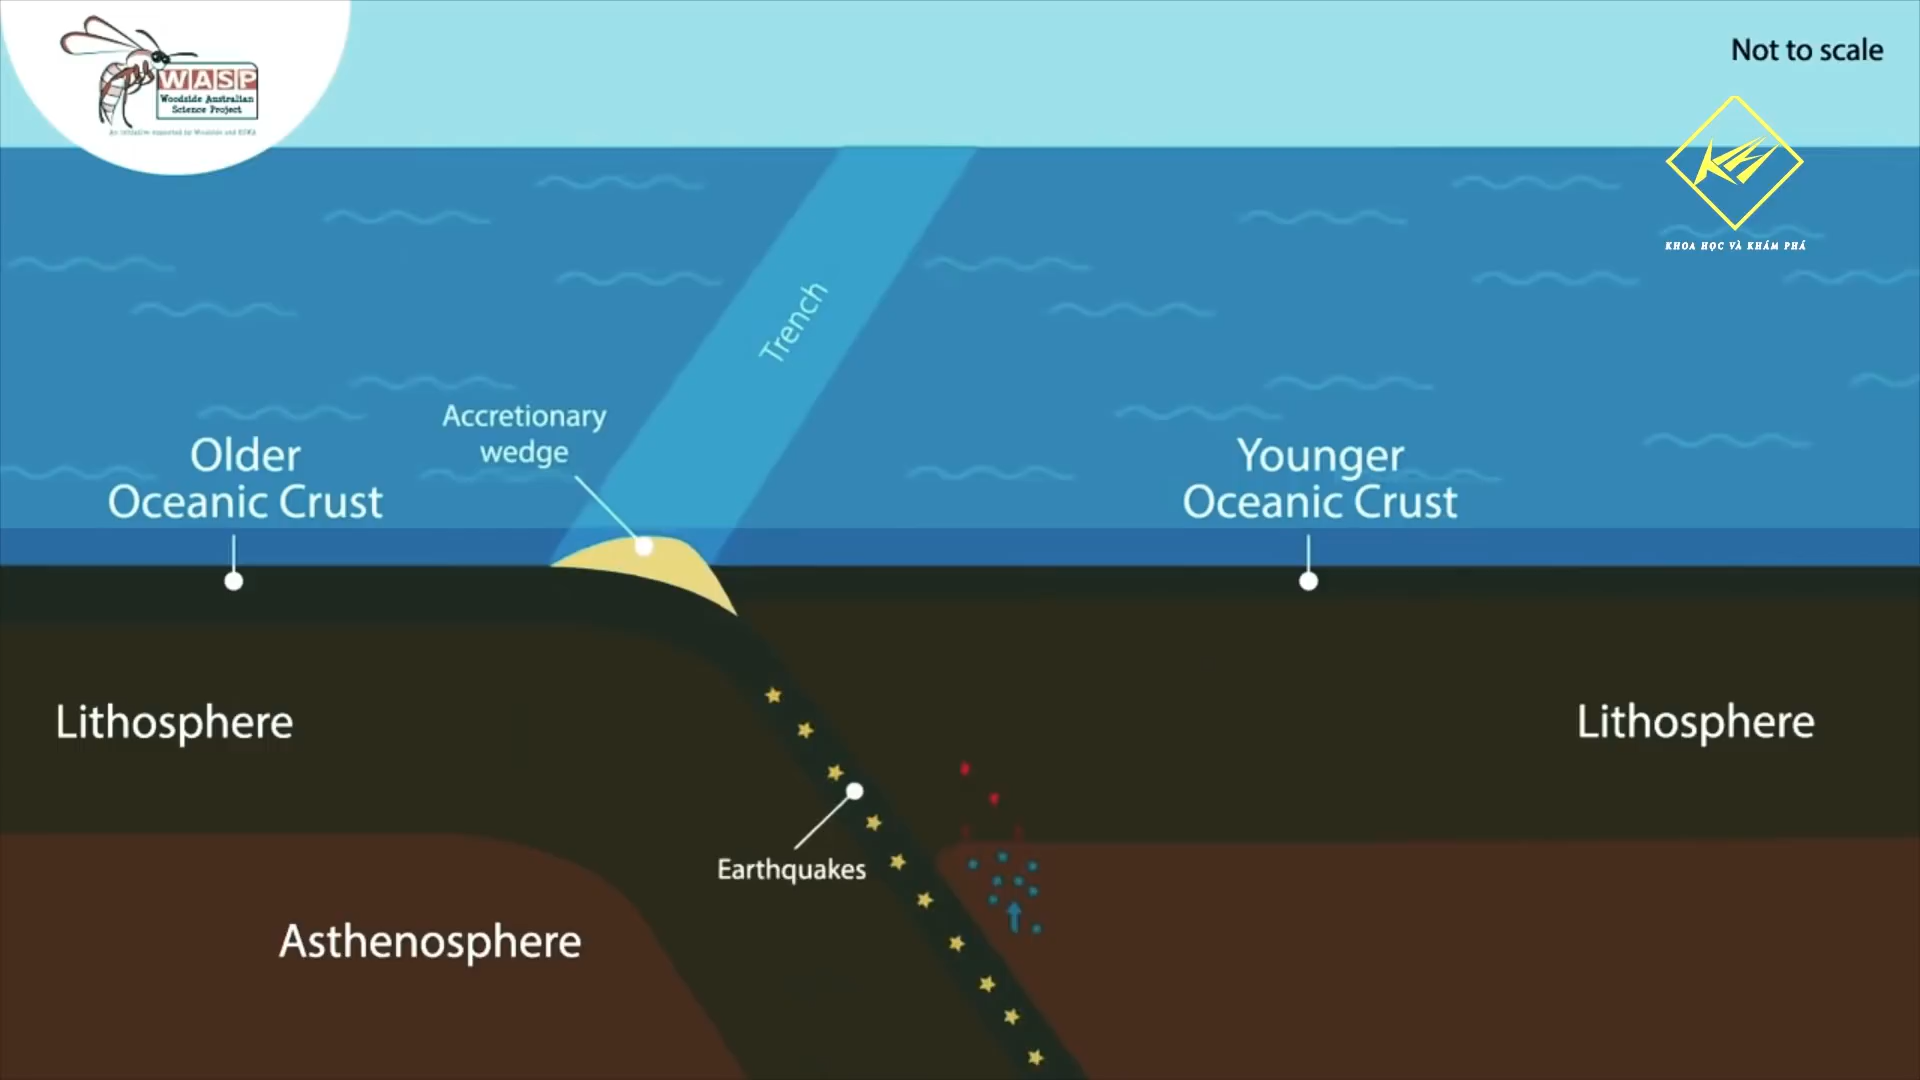 WASP
Woodside Australian
Science Project
Not to scale
KHOA HỌC VÀ KHÁM PHÁ
Trench
Accretionary
wedge
Older
Oceanic Crust
Younger
Oceanic Crust
Lithosphere
Lithosphere
Earthquakes
Asthenosphere